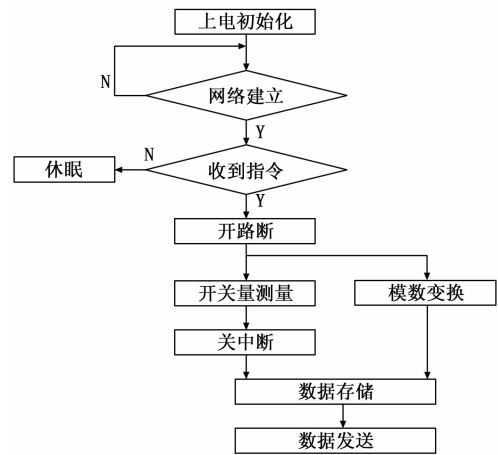 上电初始化
N
网络建立
Y
N
休眠
收到指令
Y
开路断
开关量测量
模数变换
关中断
数据存储
数据发送